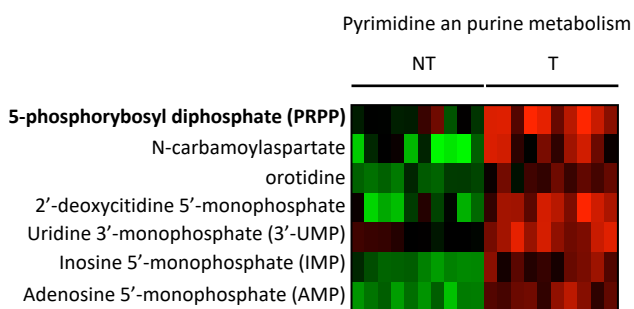 Pyrimidine an purine metabolism
NT T
5-phosphorybosyl diphosphate (PRPP)
N-carbamoylaspartate
orotidine
2’-deoxycitidine 5’-monophosphate
Uridine 3’-monophosphate (3’-UMP)
Inosine 5’-monophosphate (IMP)
Adenosine 5’-monophosphate (AMP)